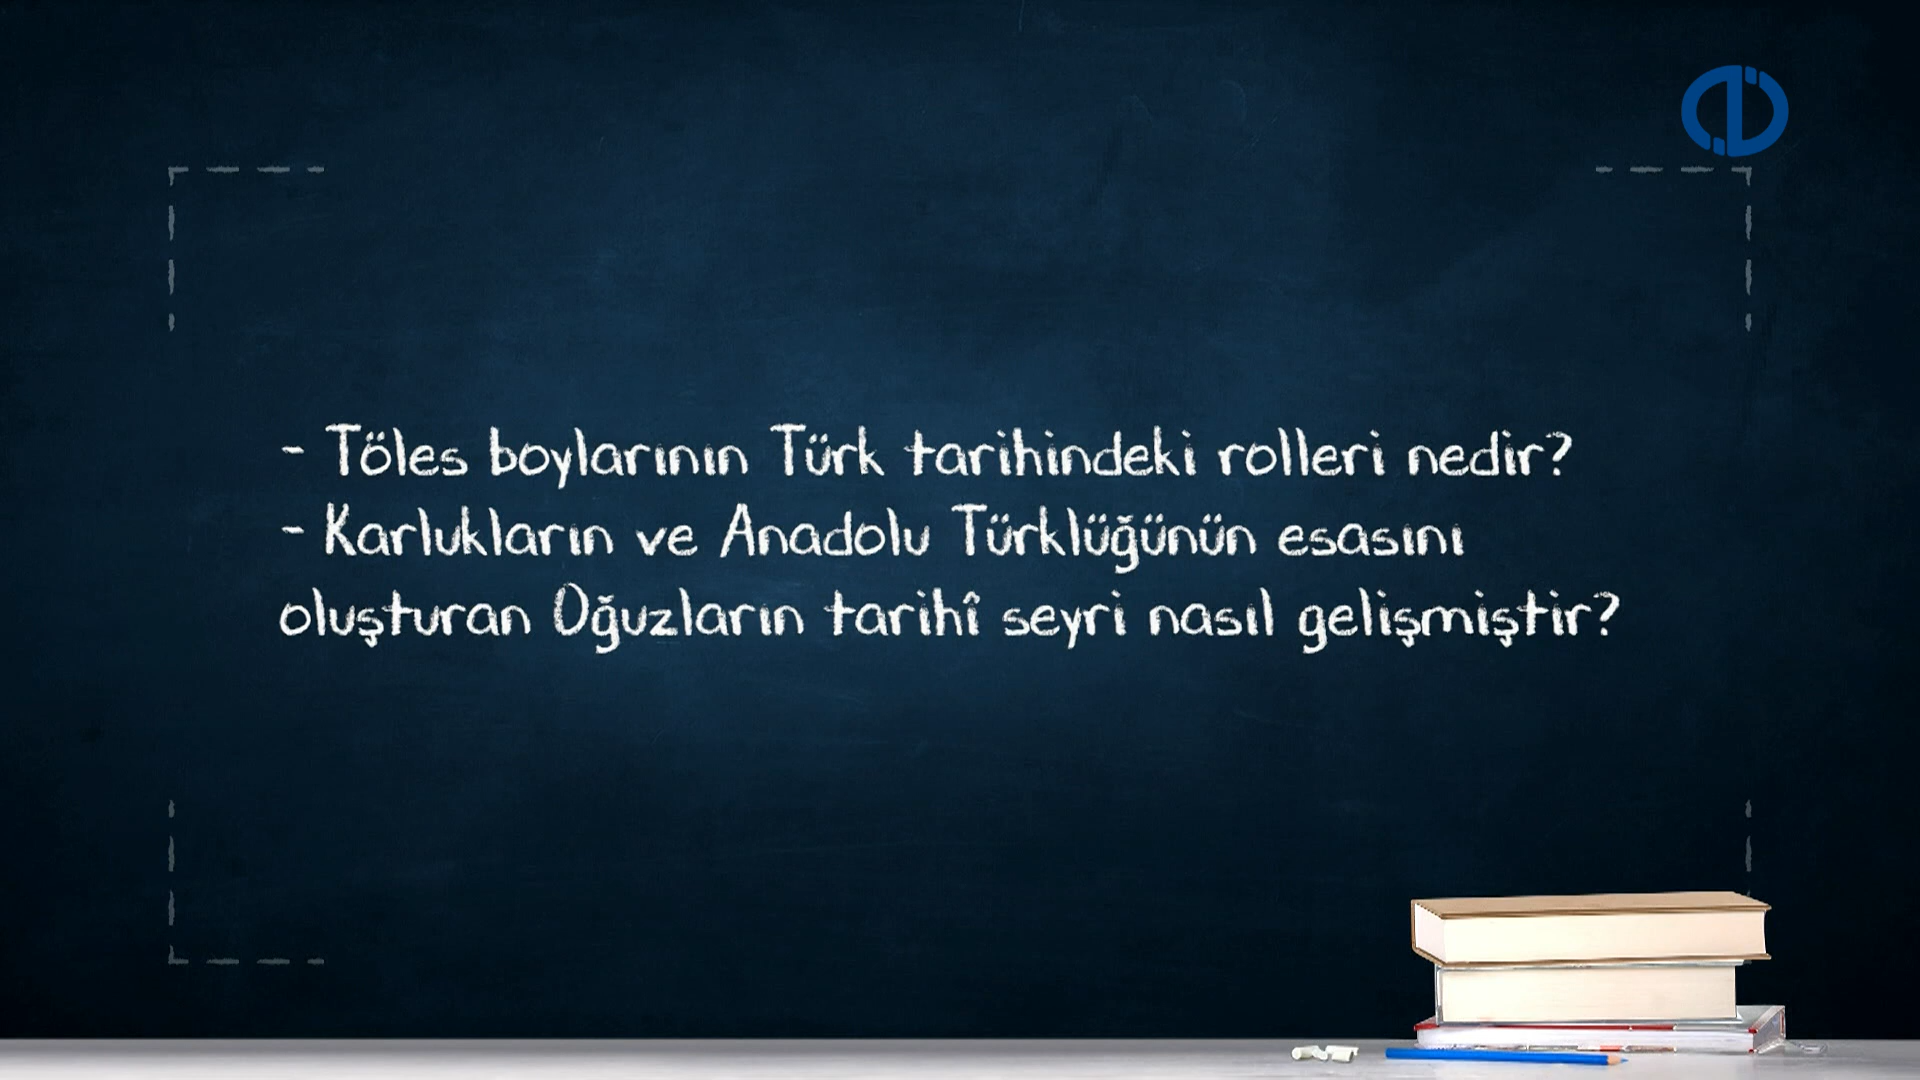 - Töles boylarının Türk tarihindeki rolleri nedir?
- Karlukların ve Anadolu Türklüğünün esasını
oluşturan Oğuzların tarihî seyri nasıl gelişmiştir?